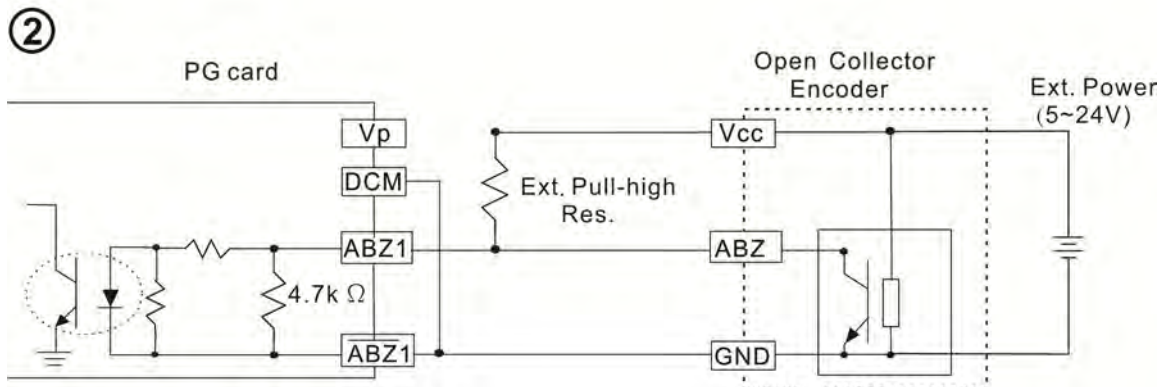 ②
PG card
Open Collector
Encoder
Ext. Power
(5~24V)
Vp
Vcc
DCM
Ext. Pull-high
Res.
ABZ1
ABZ
4.7k Ω
A̅B̅Z̅1̅
GND